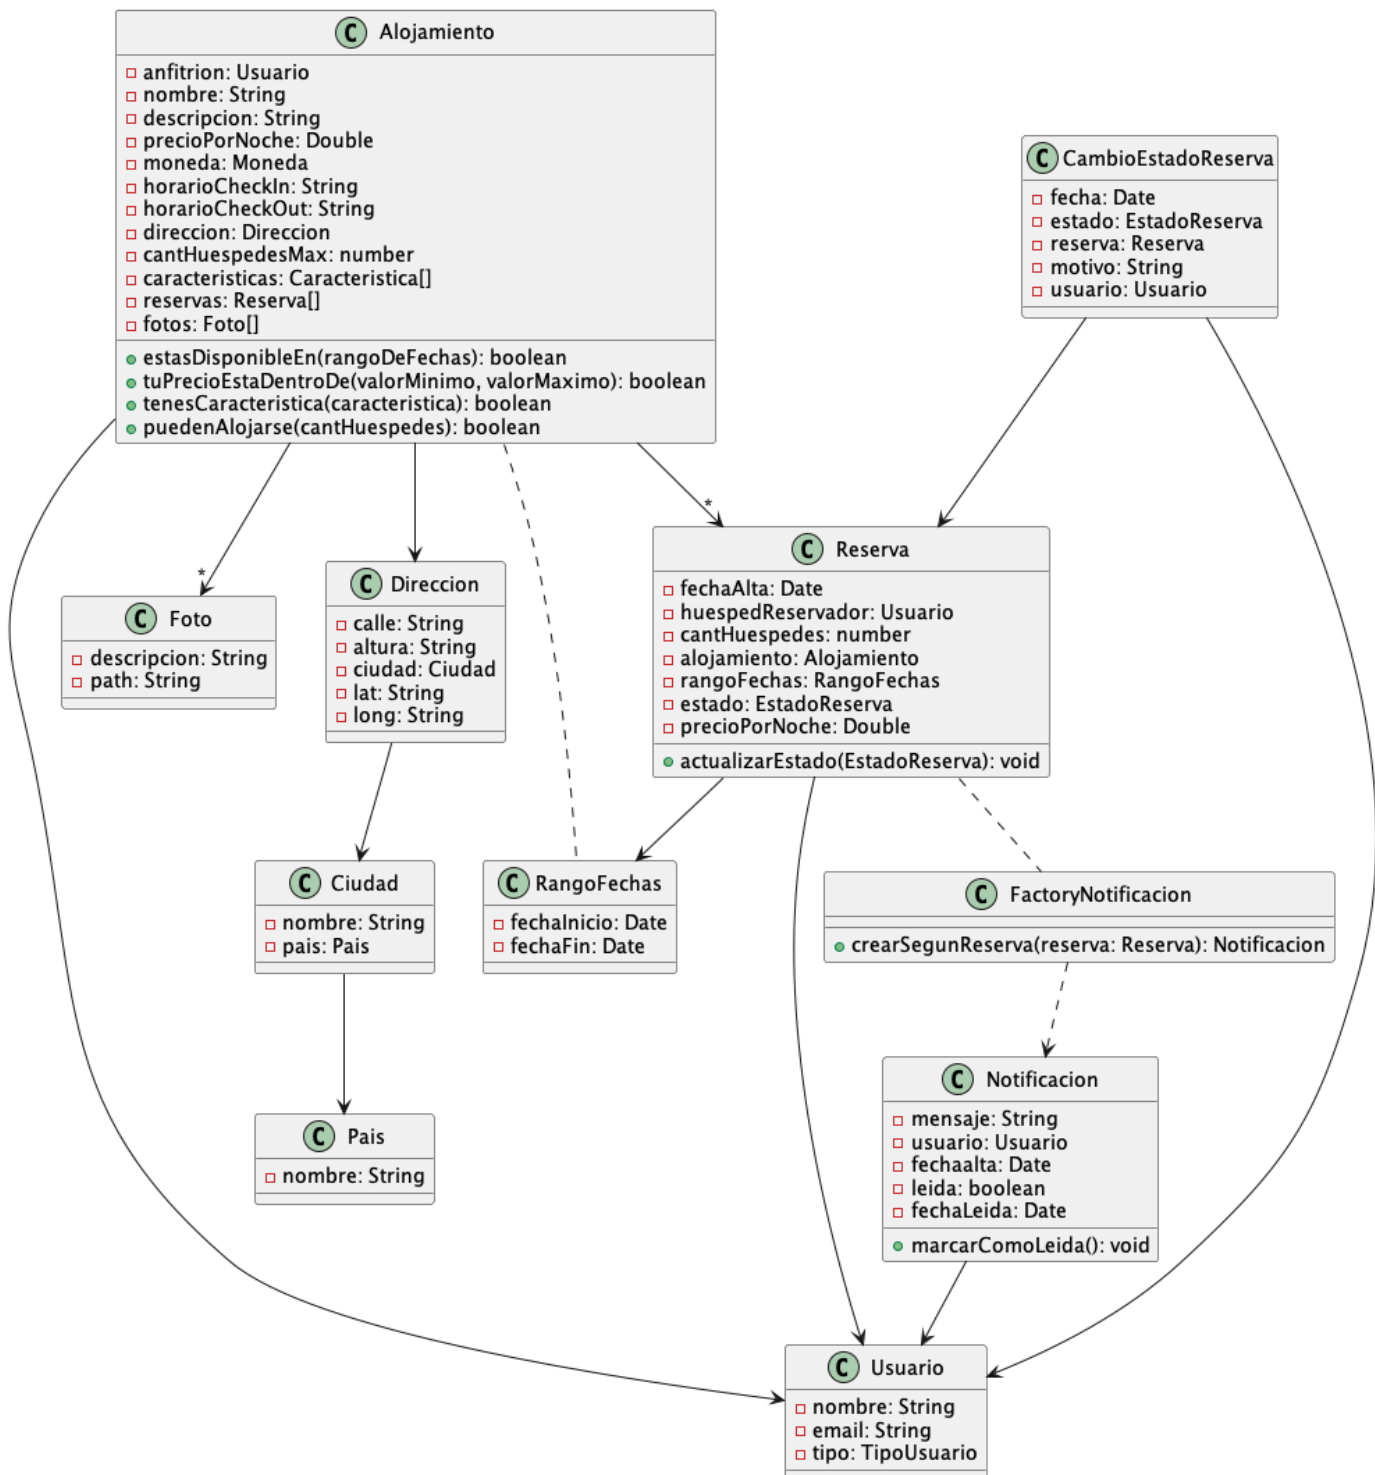 C Alojamiento
anfitrion: Usuario
nombre: String
descripcion: String
precioPorNoche: Double
moneda: Moneda
horarioCheckIn: String
horarioCheckOut: String
direccion: Direccion
cantHuespedesMax: number
caracteristicas: Caracteristica[]
reservas: Reserva[]
fotos: Foto[]
estasDisponibleEn(rangoDeFechas): boolean
tuPrecioEstaDentroDe(valorMinimo, valorMaximo): boolean
tenesCaracteristica(caracteristica): boolean
puedenAlojarse(cantHuespedes): boolean
C CambioEstadoReserva
fecha: Date
estado: EstadoReserva
reserva: Reserva
motivo: String
usuario: Usuario
*
*
C Foto
descripcion: String
path: String
C Direccion
calle: String
altura: String
ciudad: Ciudad
lat: String
long: String
C Reserva
fechaAlta: Date
huespedReservador: Usuario
cantHuespedes: number
alojamiento: Alojamiento
rangoFechas: RangoFechas
estado: EstadoReserva
precioPorNoche: Double
actualizarEstado(EstadoReserva): void
C Ciudad
nombre: String
pais: Pais
C RangoFechas
fechaInicio: Date
fechaFin: Date
C FactoryNotificacion
crearSegunReserva(reserva: Reserva): Notificacion
C Pais
nombre: String
C Notificacion
mensaje: String
usuario: Usuario
fechaalta: Date
leida: boolean
fechaLeida: Date
marcarComoLeida(): void
C Usuario
nombre: String
email: String
tipo: TipoUsuario